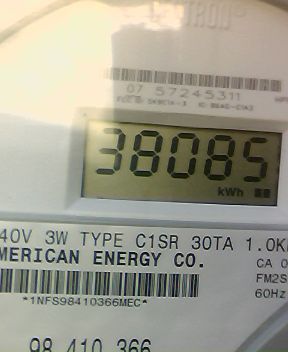 TRON
07 57245311
38085
kWh
40V 3W TYPE C1SR 30TA 1.0K
MERICAN ENERGY CO.
CA 0
FM2S
60Hz
*1NFS98410366MEC*
98 410 366